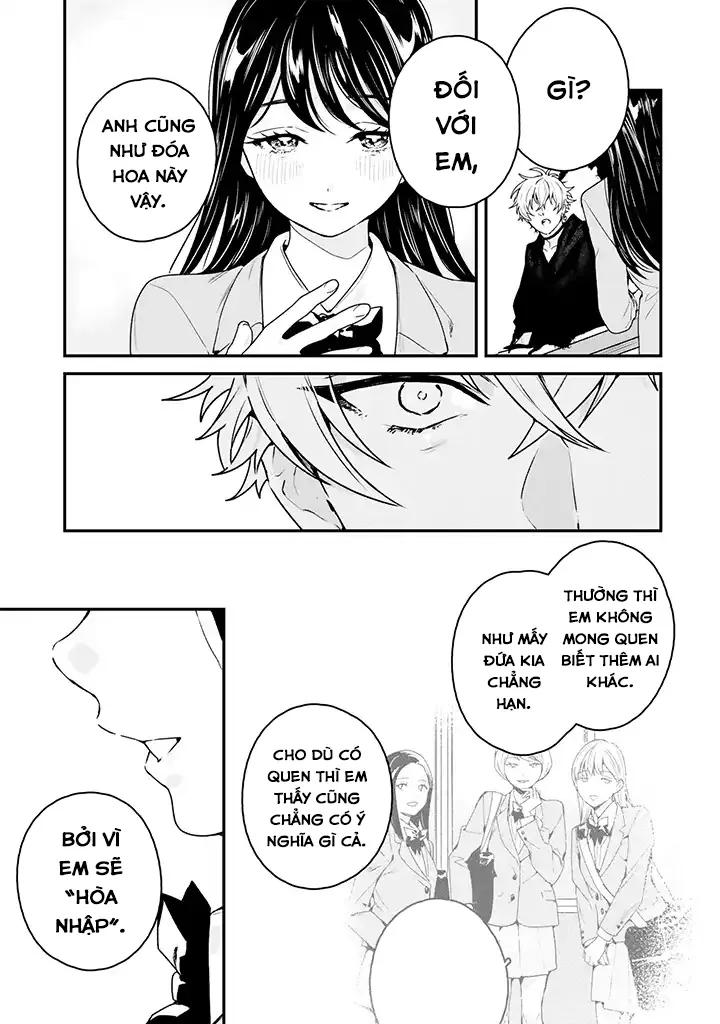 GÌ?
ĐỐI
VỚI
EM,
ANH CŨNG
NHƯ ĐÓA
HOA NÀY
VẬY.
THƯỜNG THÌ
EM KHÔNG
MONG QUEN
BIẾT THÊM AI
KHÁC.
NHƯ MẤY
ĐỨA KIA
CHẲNG
HẠN.
CHO DÙ CÓ
QUEN THÌ EM
THẤY CŨNG
CHẲNG CÓ Ý
NGHĨA GÌ CẢ.
BỞI VÌ
EM SẼ
"HÒA
NHẬP".